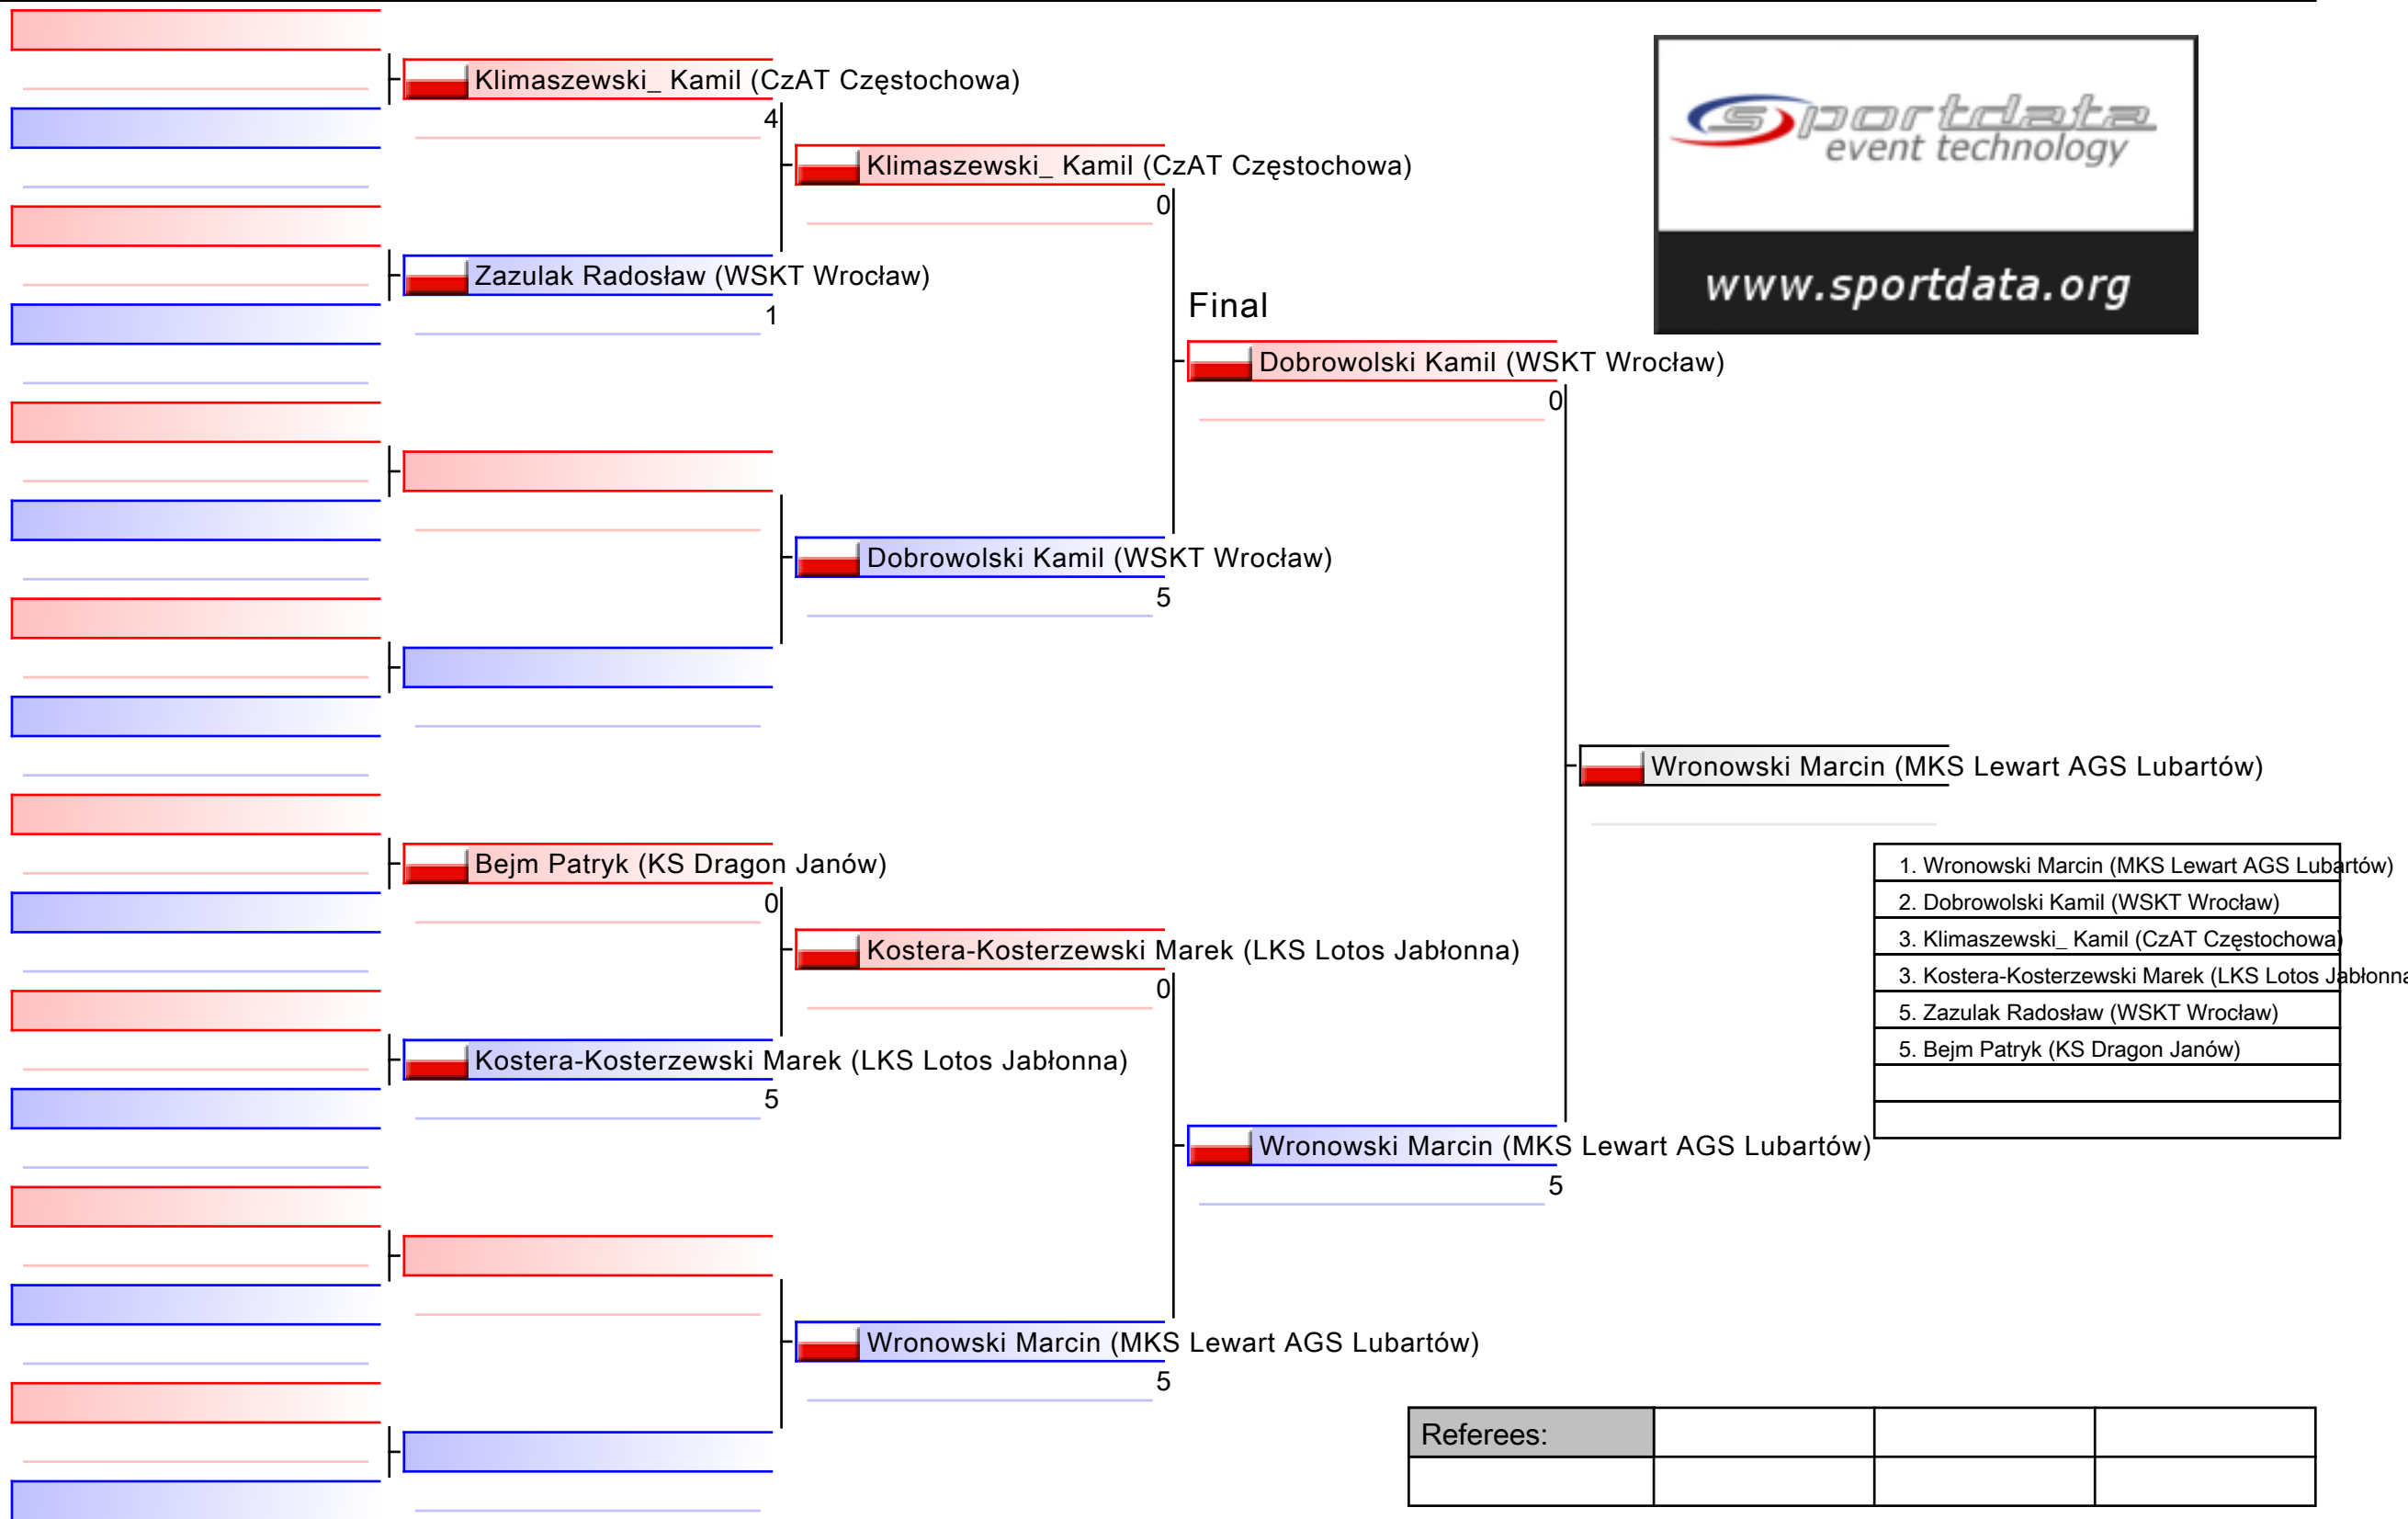 Klimaszewski_ Kamil (CzAT Częstochowa)
4
Klimaszewski_ Kamil (CzAT Częstochowa)
0
Zazulak Radosław (WSKT Wrocław)
1
Final
Dobrowolski Kamil (WSKT Wrocław)
0
Dobrowolski Kamil (WSKT Wrocław)
5
sportdata
event technology
www.sportdata.org
Wronowski Marcin (MKS Lewart AGS Lubartów)
Bejm Patryk (KS Dragon Janów)
0
Kostera-Kosterzewski Marek (LKS Lotos Jabłonna)
0
Kostera-Kosterzewski Marek (LKS Lotos Jabłonna)
5
Wronowski Marcin (MKS Lewart AGS Lubartów)
5
Wronowski Marcin (MKS Lewart AGS Lubartów)
5
1. Wronowski Marcin (MKS Lewart AGS Lubartów)
2. Dobrowolski Kamil (WSKT Wrocław)
3. Klimaszewski_ Kamil (CzAT Częstochowa)
3. Kostera-Kosterzewski Marek (LKS Lotos Jabłonna
5. Zazulak Radosław (WSKT Wrocław)
5. Bejm Patryk (KS Dragon Janów)
Referees: